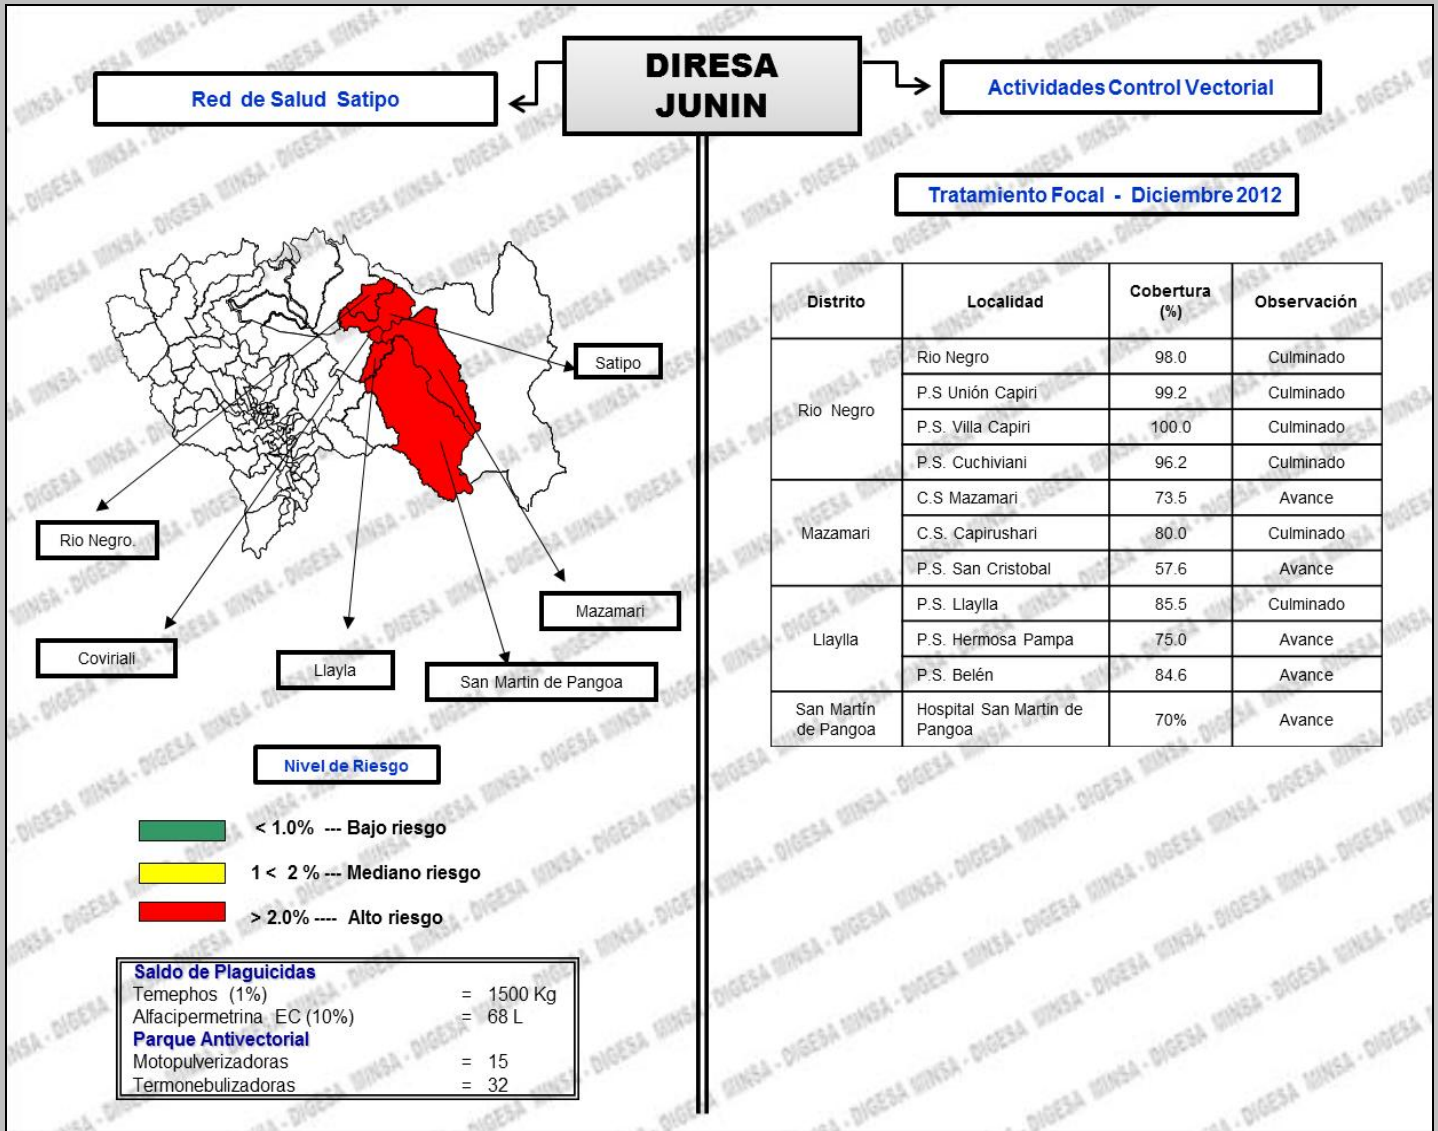 DIRESA
JUNIN
Red de Salud Satipo
Actividades Control Vectorial
Satipo
Rio Negro.
Mazamari
Coviriali
Llayla
San Martin de Pangoa
Nivel de Riesgo
< 1.0% --- Bajo riesgo
1 < 2 % --- Mediano riesgo
> 2.0% ---- Alto riesgo
Saldo de Plaguicidas
Temephos (1%) = 1500 Kg
Alfacipermetrina EC (10%) = 68 L
Parque Antivectorial
Motopulverizadoras = 15
Termonebulizadoras = 32
Tratamiento Focal - Diciembre 2012
Distrito Localidad Cobertura (%) Observación
Rio Negro
Rio Negro 98.0 Culminado
P.S Unión Capiri 99.2 Culminado
P.S. Villa Capiri 100.0 Culminado
P.S. Cuchiviani 96.2 Culminado
Mazamari
C.S Mazamari 73.5 Avance
C.S. Capirushari 80.0 Culminado
P.S. San Cristobal 57.6 Avance
Llaylla
P.S. Llaylla 85.5 Culminado
P.S. Hermosa Pampa 75.0 Avance
P.S. Belén 84.6 Avance
San Martín de Pangoa
Hospital San Martin de Pangoa 70% Avance
MINSA - DIGESA